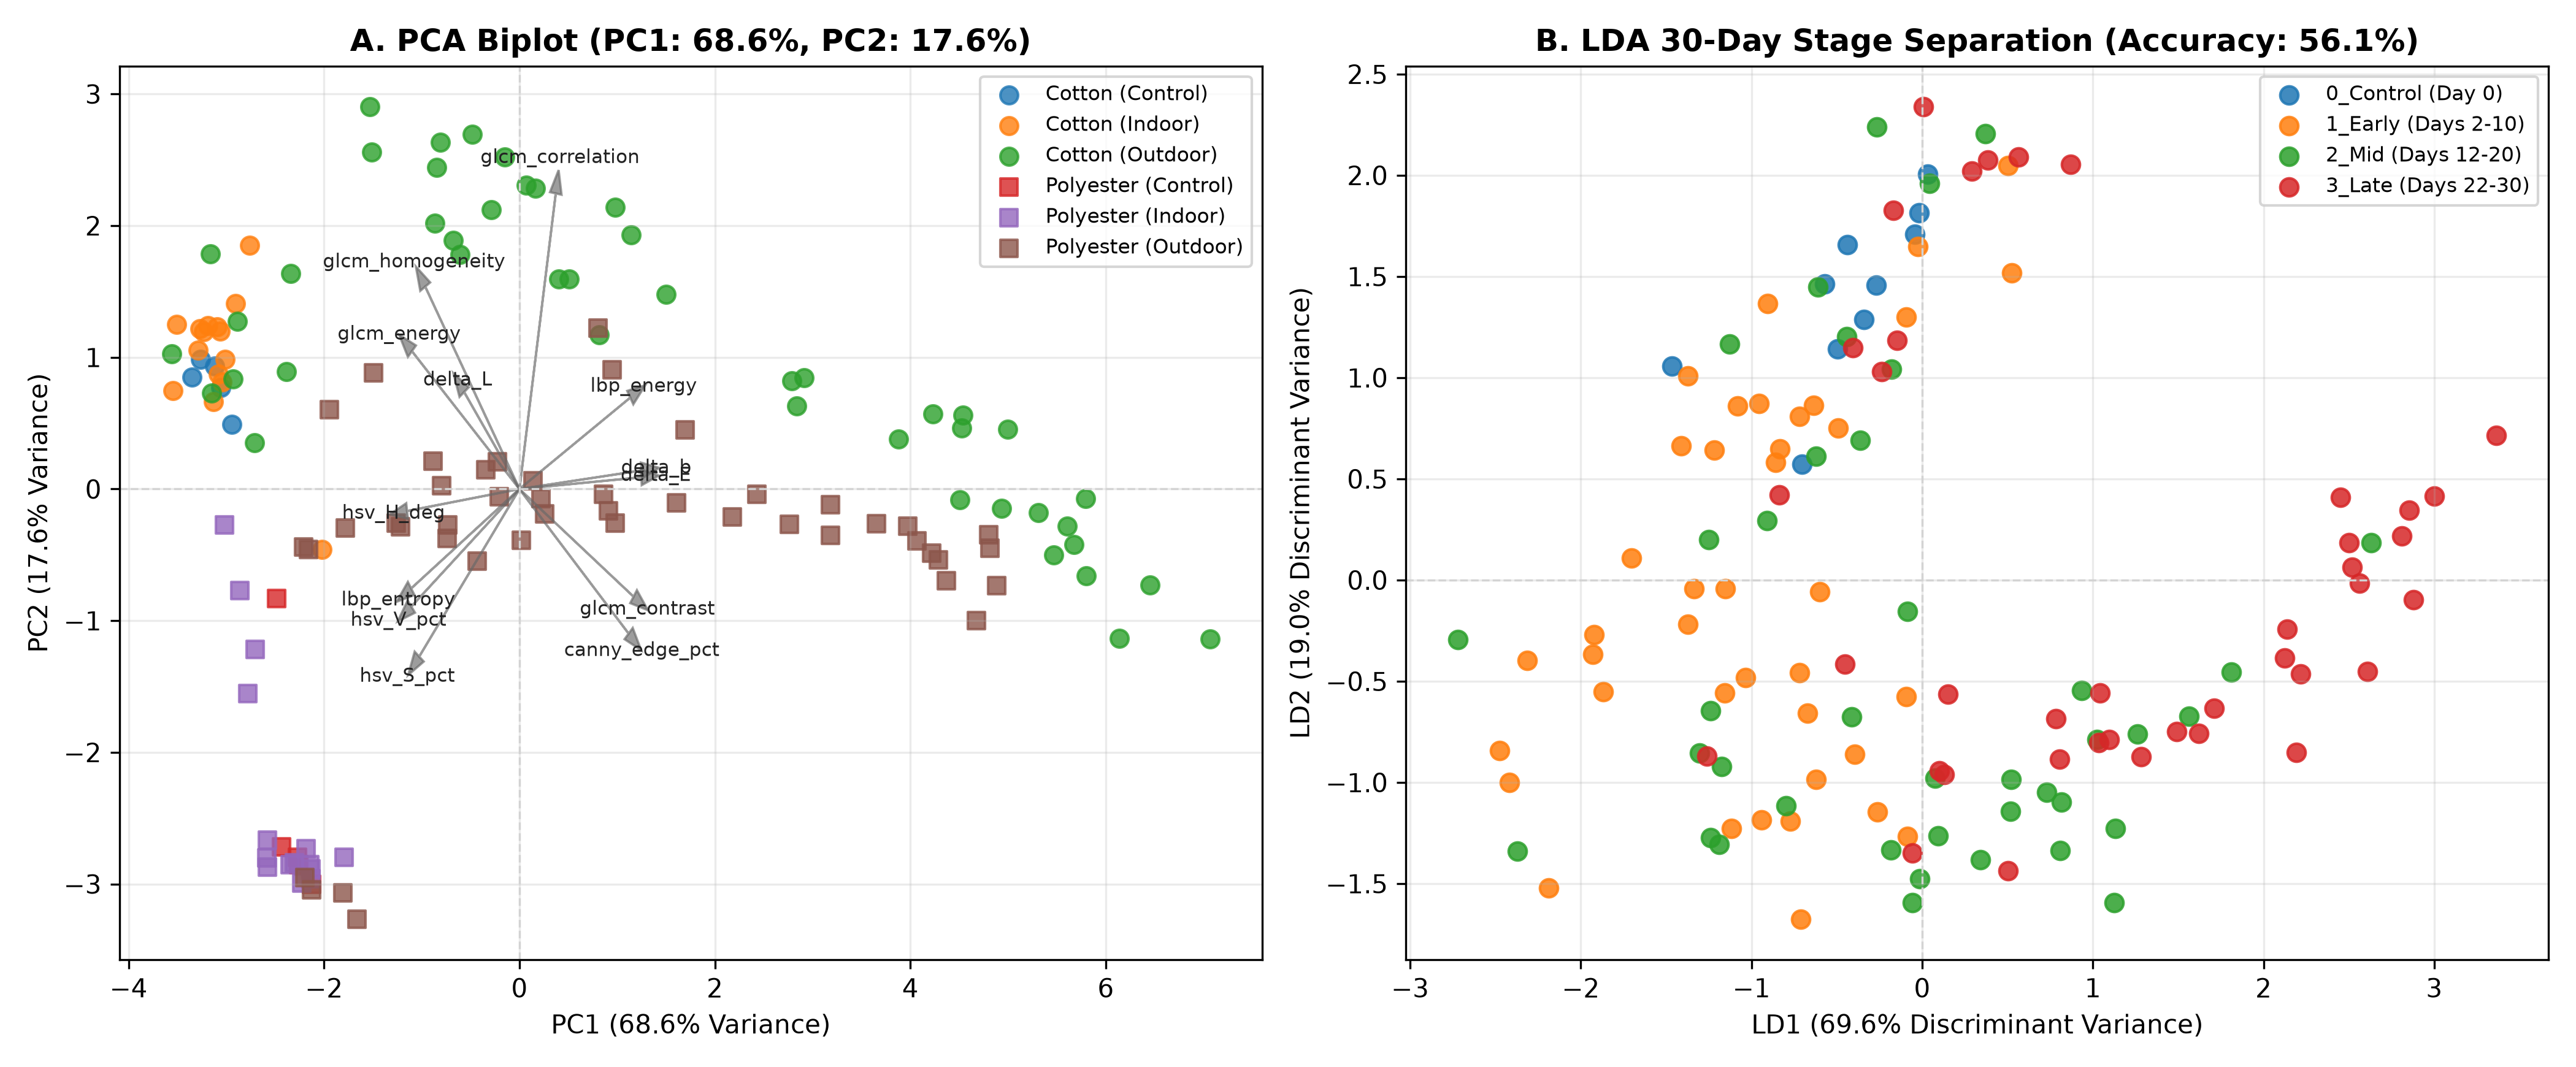 A. PCA Biplot (PC1: 68.6%, PC2: 17.6%)
3
2
1
0
−1
−2
−3
PC2 (17.6% Variance)
Cotton (Control)
Cotton (Indoor)
Cotton (Outdoor)
Polyester (Control)
Polyester (Indoor)
Polyester (Outdoor)
glcm_correlation
glcm_homogeneity
glcm_energy
delta_L
lbp_energy
delta_b
delta_E
hsv_H_deg
lbp_entropy
hsv_V_pct
hsv_S_pct
glcm_contrast
canny_edge_pct
−4
−2
0
2
4
6
PC1 (68.6% Variance)
B. LDA 30-Day Stage Separation (Accuracy: 56.1%)
2.5
2.0
1.5
1.0
0.5
0.0
−0.5
−1.0
−1.5
LD2 (19.0% Discriminant Variance)
0_Control (Day 0)
1_Early (Days 2-10)
2_Mid (Days 12-20)
3_Late (Days 22-30)
−3
−2
−1
0
1
2
3
LD1 (69.6% Discriminant Variance)